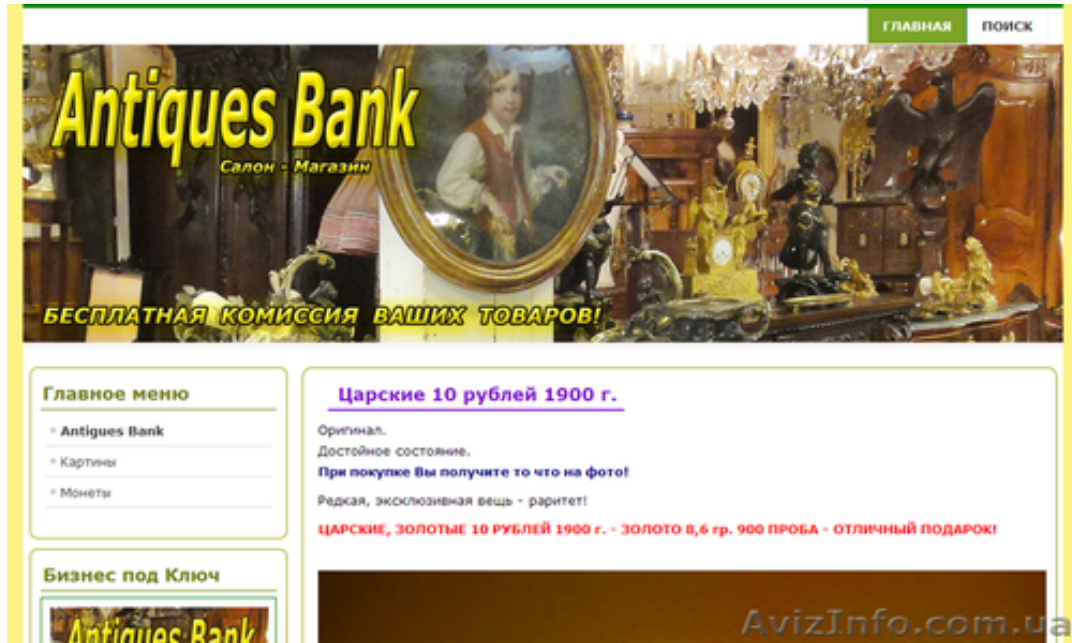 ГЛАВНАЯ ПОИСК
Antiques Bank
Салон - Магазин
БЕСПЛАТНАЯ КОМИССИЯ ВАШИХ ТОВАРОВ!
Главное меню
Antigues Bank
Картины
Монеты
Бизнес под Ключ
Antiques Bank
Царские 10 рублей 1900 г.
Оригинал.
Достойное состояние.
При покупке Вы получите то что на фото!
Редкая, эксклюзивная вещь - раритет!
ЦАРСКИЕ, ЗОЛОТЫЕ 10 РУБЛЕЙ 1900 г. - ЗОЛОТО 8,6 гр. 900 ПРОБА - ОТЛИЧНЫЙ ПОДАРОК!
AvizInfo.com.ua